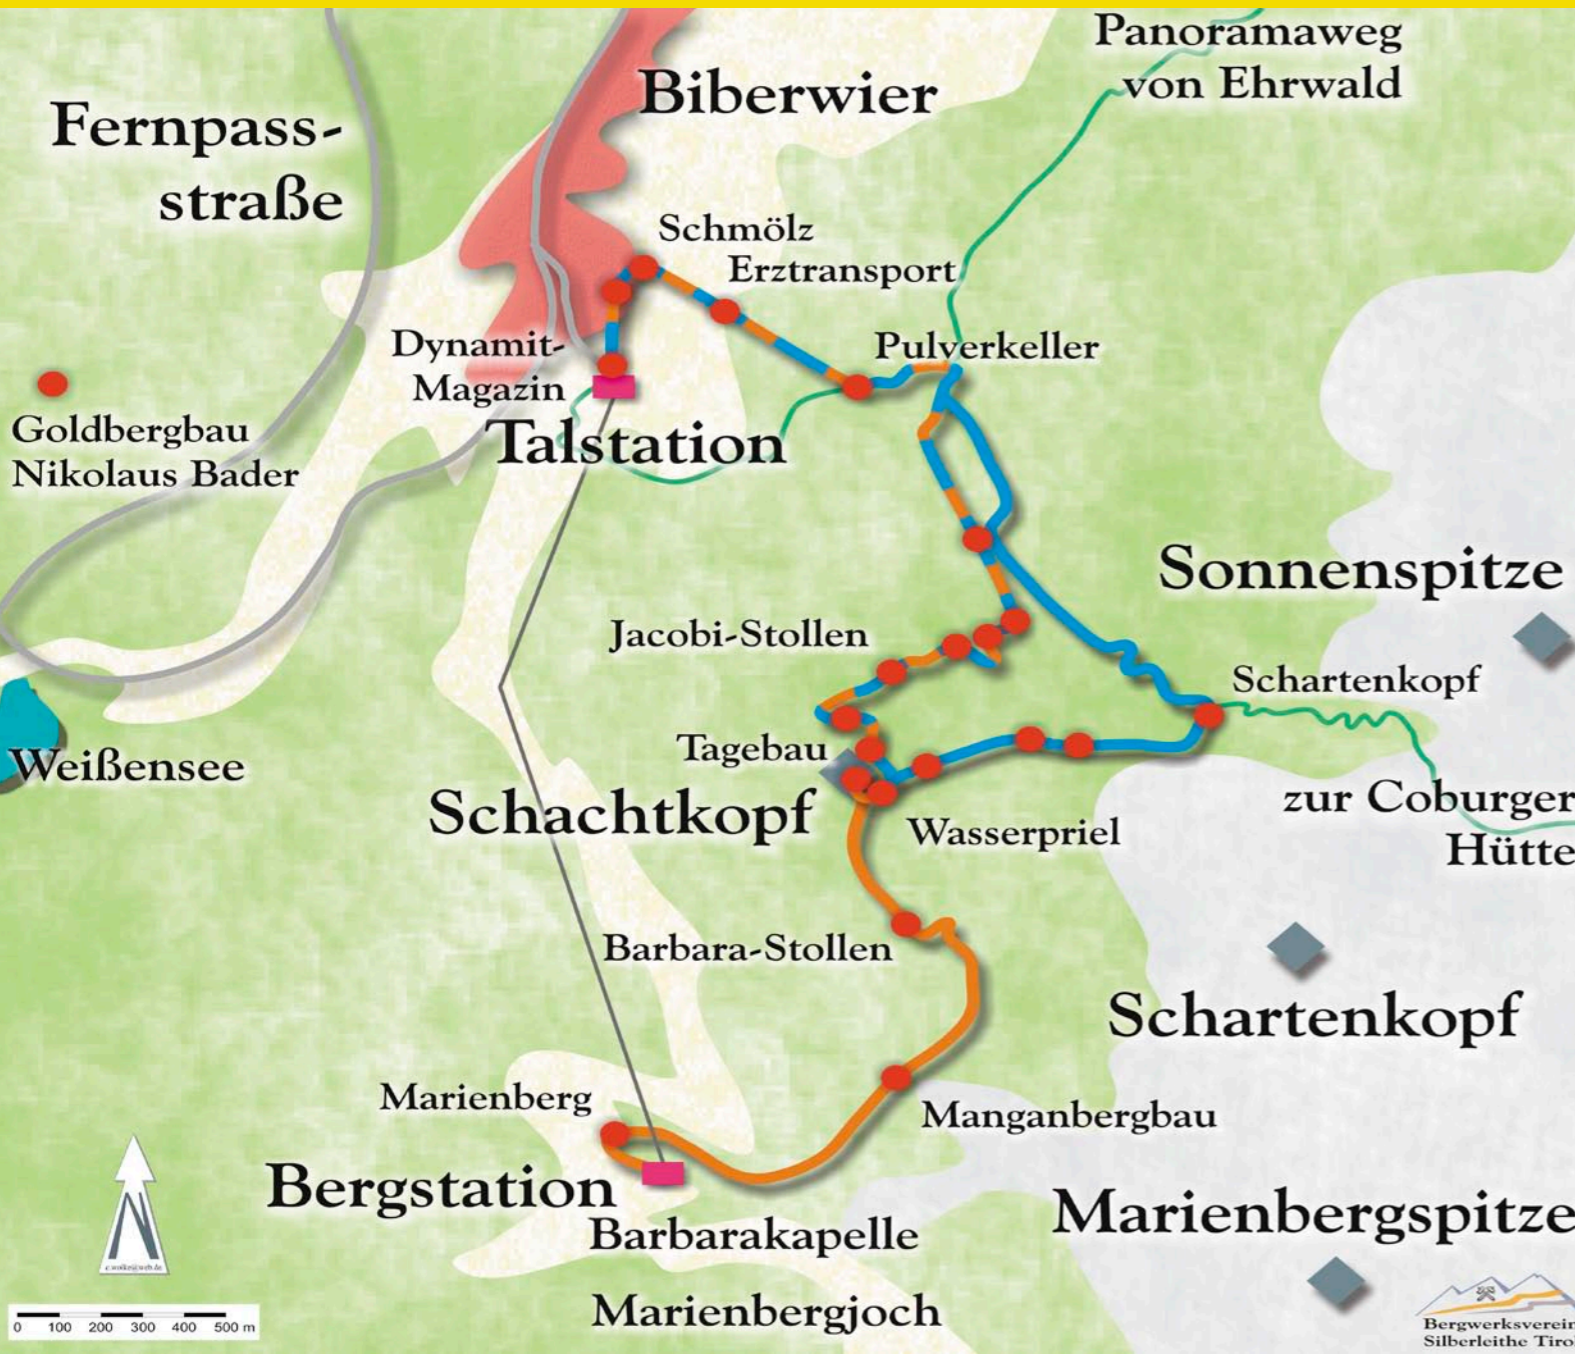 Panoramaweg
von Ehrwald
Biberwier
Fernpass-
straße
Schmölz
Erztransport
Dynamit-
Magazin
Pulverkeller
Goldbergbau
Nikolaus Bader
Talstation
Sonnenspitze
Jacobi-Stollen
Schartenkopf
Tagebau
Weißensee
Schachtkopf
zur Coburger
Hütte
Wasserpriel
Barbara-Stollen
Schartenkopf
Marienberg
Manganbergbau
Bergstation
Marienbergspitze
Barbarakapelle
Marienbergjoch
N
0 100 200 300 400 500 m
Bergwerksverein
Silberleithe Tirol